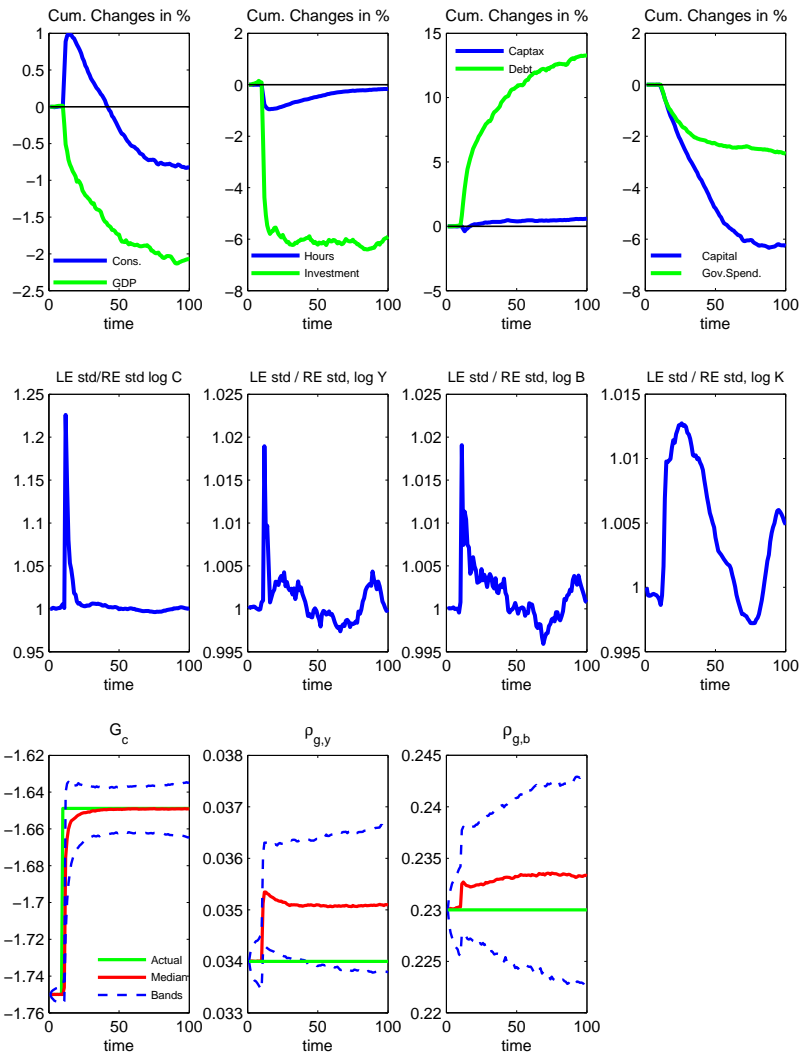 Cum. Changes in %
1
0.5
0
−0.5
−1
−1.5
−2
−2.5
Cons.
GDP
0 50 100
time
Cum. Changes in %
2
0
−2
−4
−6
−8
Hours
Investment
0 50 100
time
Cum. Changes in %
15
10
5
0
−5
Captax
Debt
0 50 100
time
Cum. Changes in %
2
0
−2
−4
−6
−8
Capital
Gov.Spend.
0 50 100
time
LE std/RE std log C
1.25
1.2
1.15
1.1
1.05
1
0.95
0 50 100
time
LE std / RE std, log Y
1.025
1.02
1.015
1.01
1.005
1
0.995
0 50 100
time
LE std / RE std, log B
1.025
1.02
1.015
1.01
1.005
1
0.995
0 50 100
time
LE std / RE std, log K
1.015
1.01
1.005
1
0.995
0 50 100
time
G_c
−1.62
−1.64
−1.66
−1.68
−1.7
−1.72
−1.74
−1.76
Actual
Median
Bands
0 50 100
time
ρ_g,y
0.038
0.037
0.036
0.035
0.034
0.033
0 50 100
time
ρ_g,b
0.245
0.24
0.235
0.23
0.225
0.22
0 50 100
time